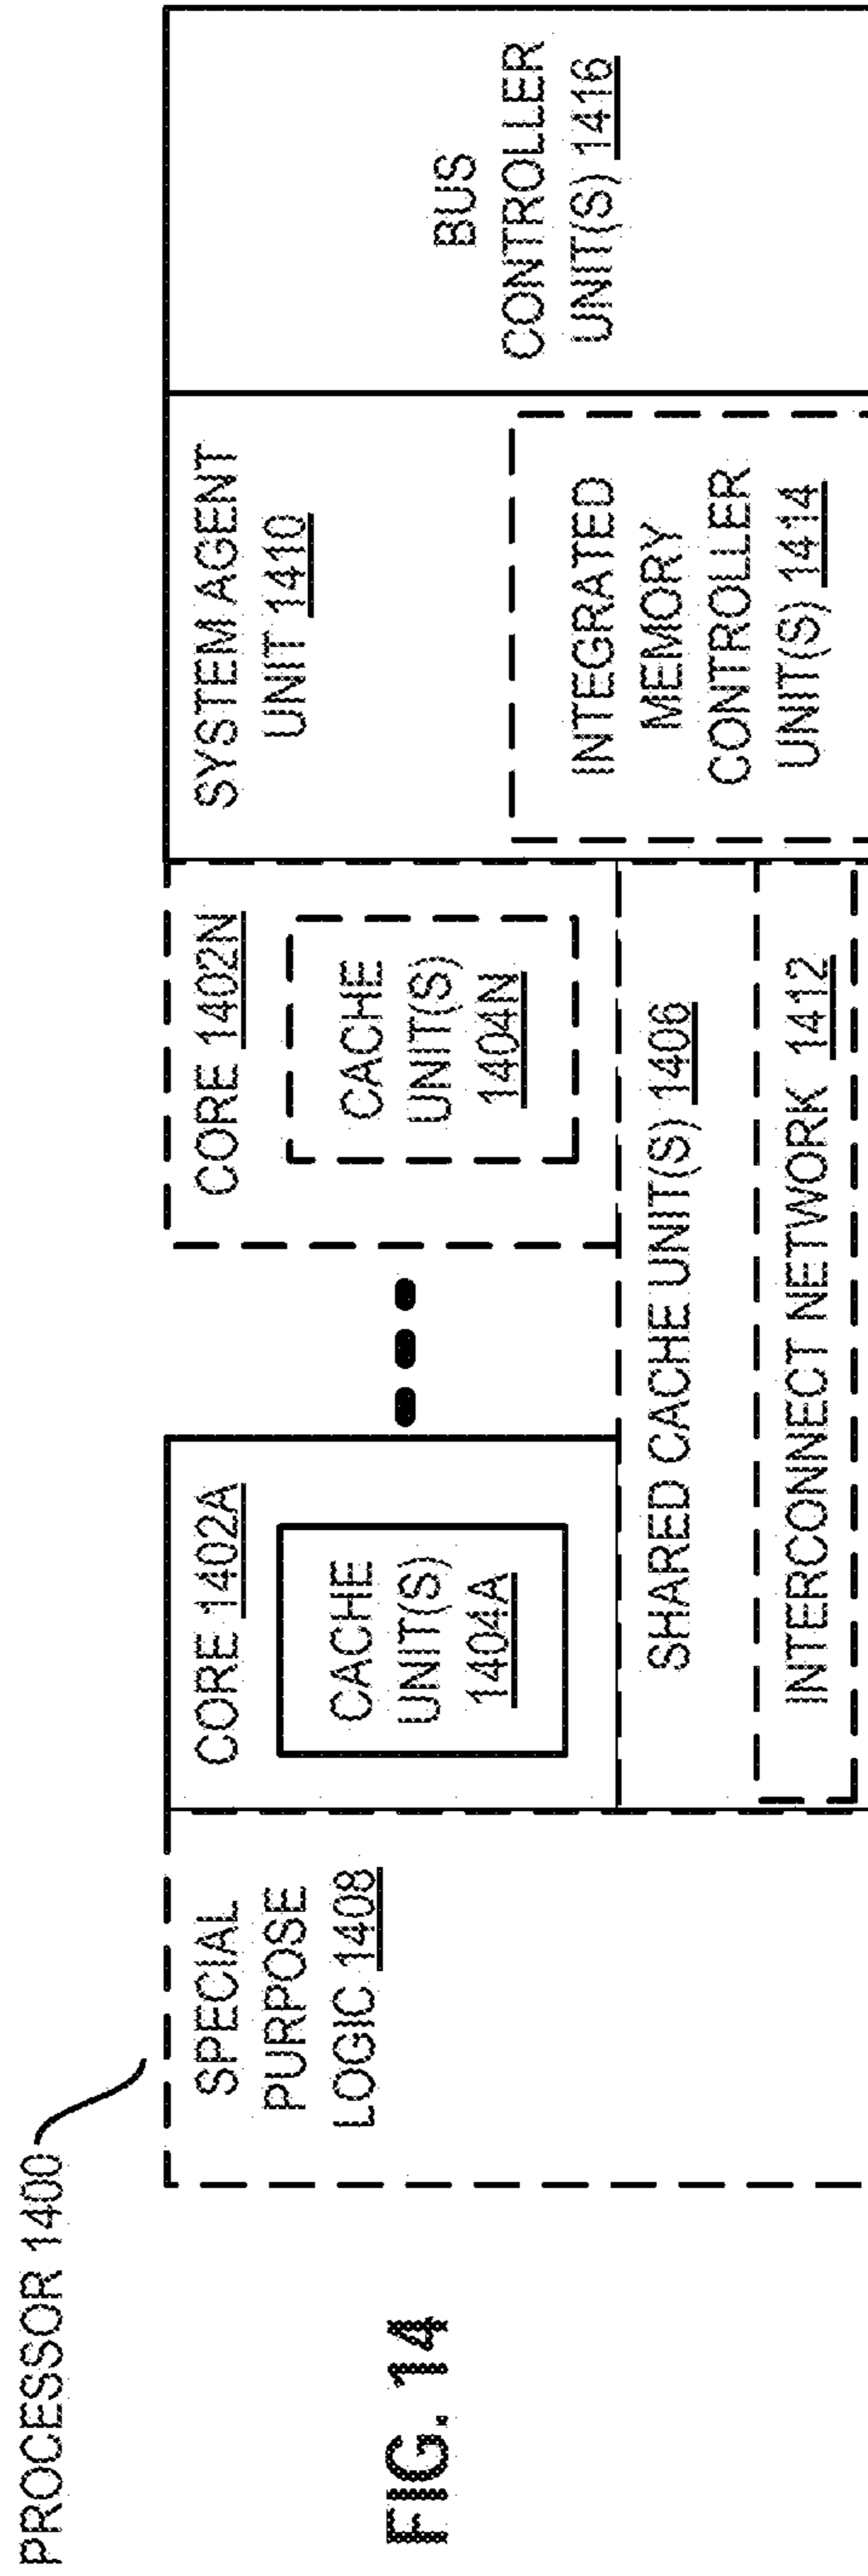 PROCESSOR 1400
FIG. 14
SPECIAL
PURPOSE
LOGIC 1408
CORE 1402A
CACHE
UNIT(S)
1404A
CORE 1402N
CACHE
UNIT(S)
1404N
SHARED CACHE UNIT(S) 1406
INTERCONNECT NETWORK 1412
SYSTEM AGENT
UNIT 1410
INTEGRATED
MEMORY
CONTROLLER
UNIT(S) 1414
BUS
CONTROLLER
UNIT(S) 1416